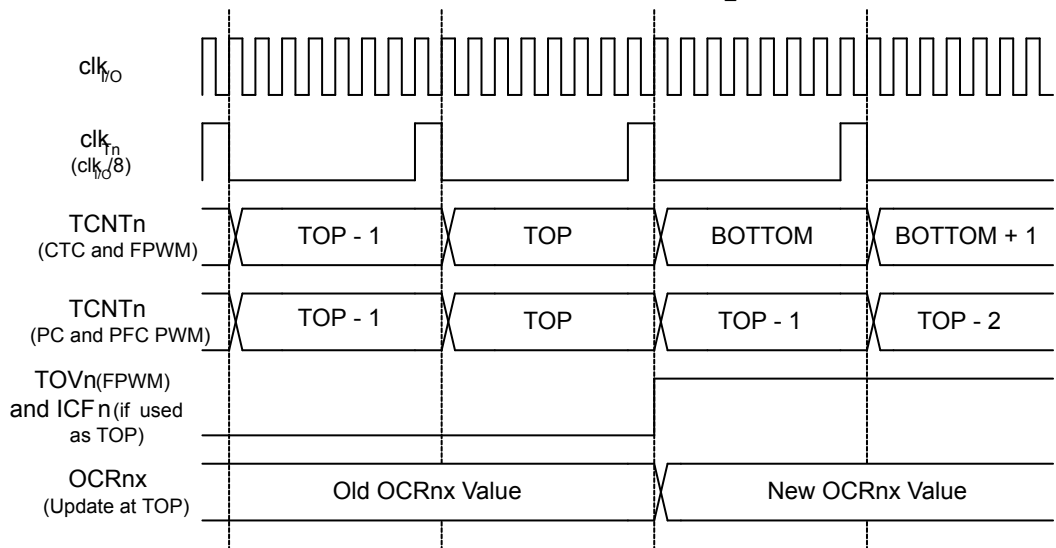 clkI/O
clkTn
(clkI/O/8)
TCNTn
(CTC and FPWM)
TOP - 1 TOP BOTTOM BOTTOM + 1
TCNTn
(PC and PFC PWM)
TOP - 1 TOP TOP - 1 TOP - 2
TOVn(FPWM)
and ICFn(if used
as TOP)
OCRnx
(Update at TOP)
Old OCRnx Value New OCRnx Value